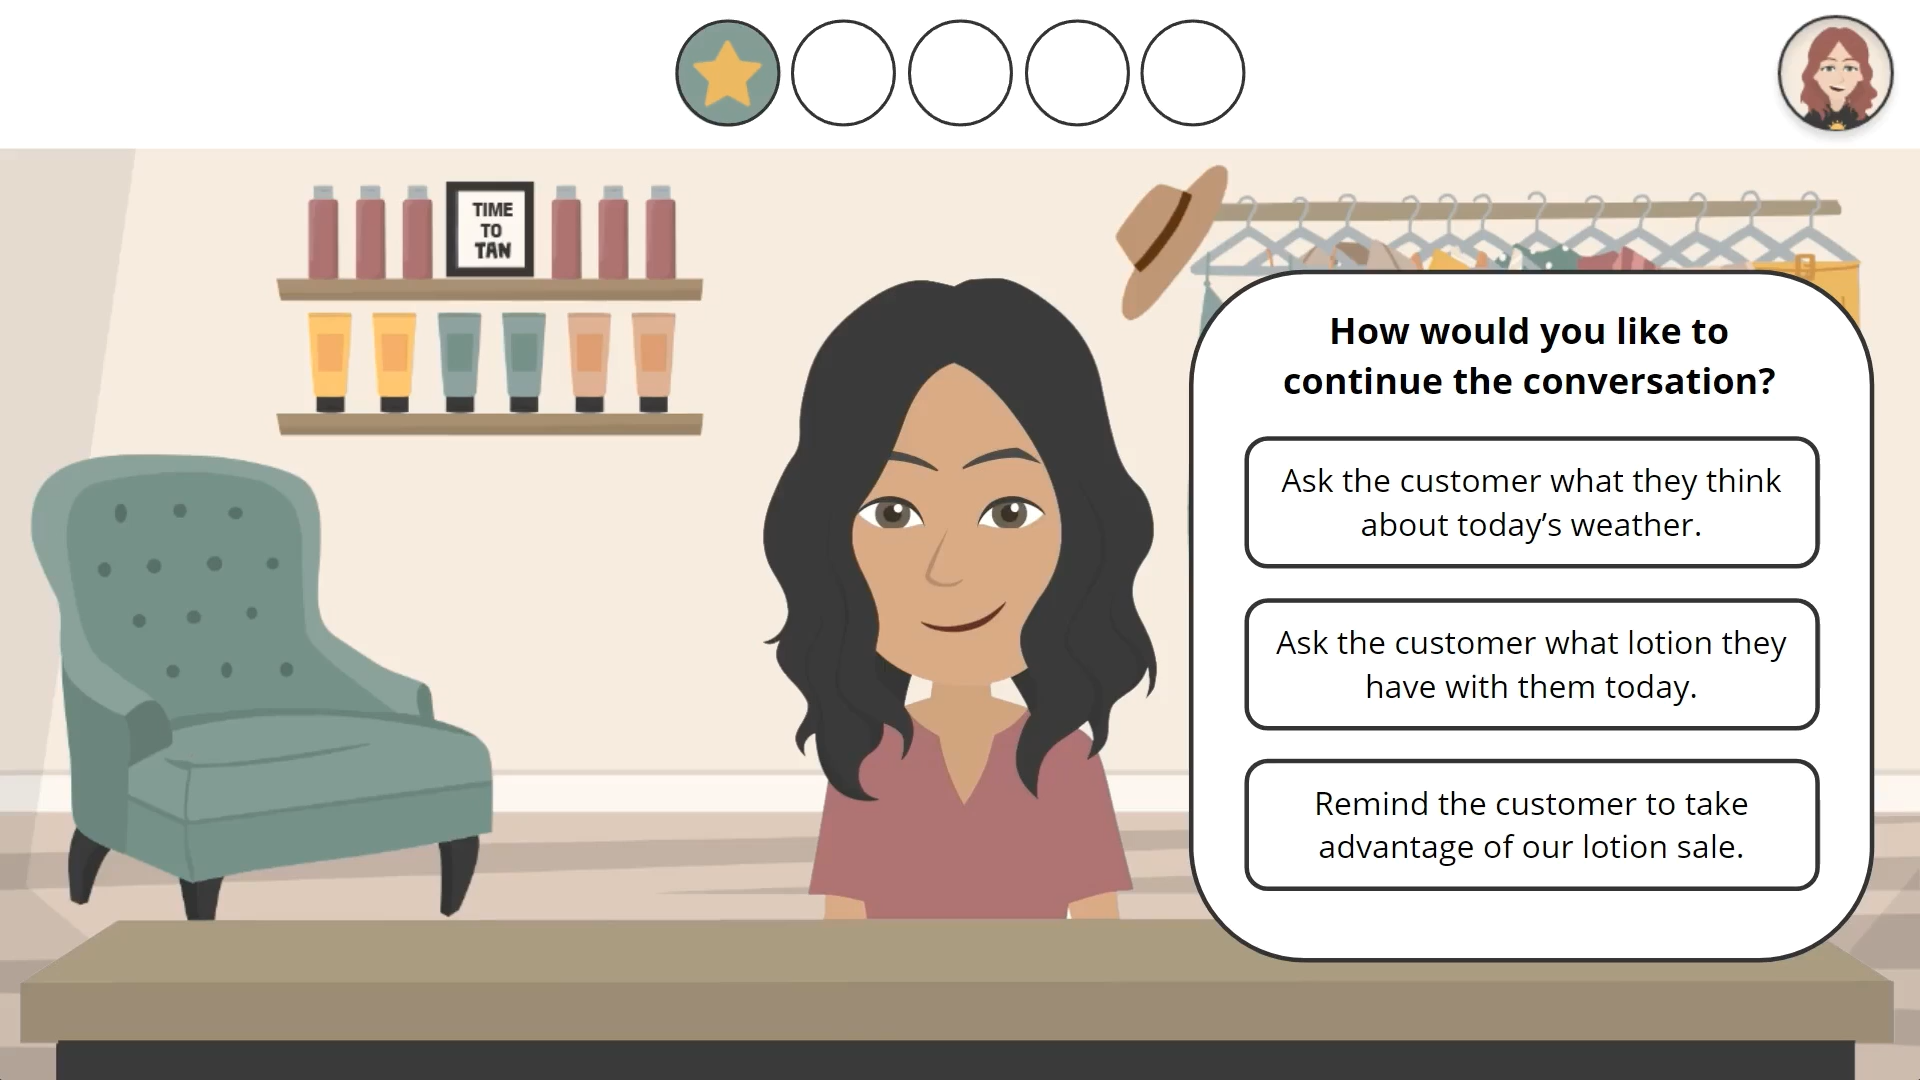 TIME
TO
TAN
How would you like to
continue the conversation?
Ask the customer what they think
about today’s weather.
Ask the customer what lotion they
have with them today.
Remind the customer to take
advantage of our lotion sale.